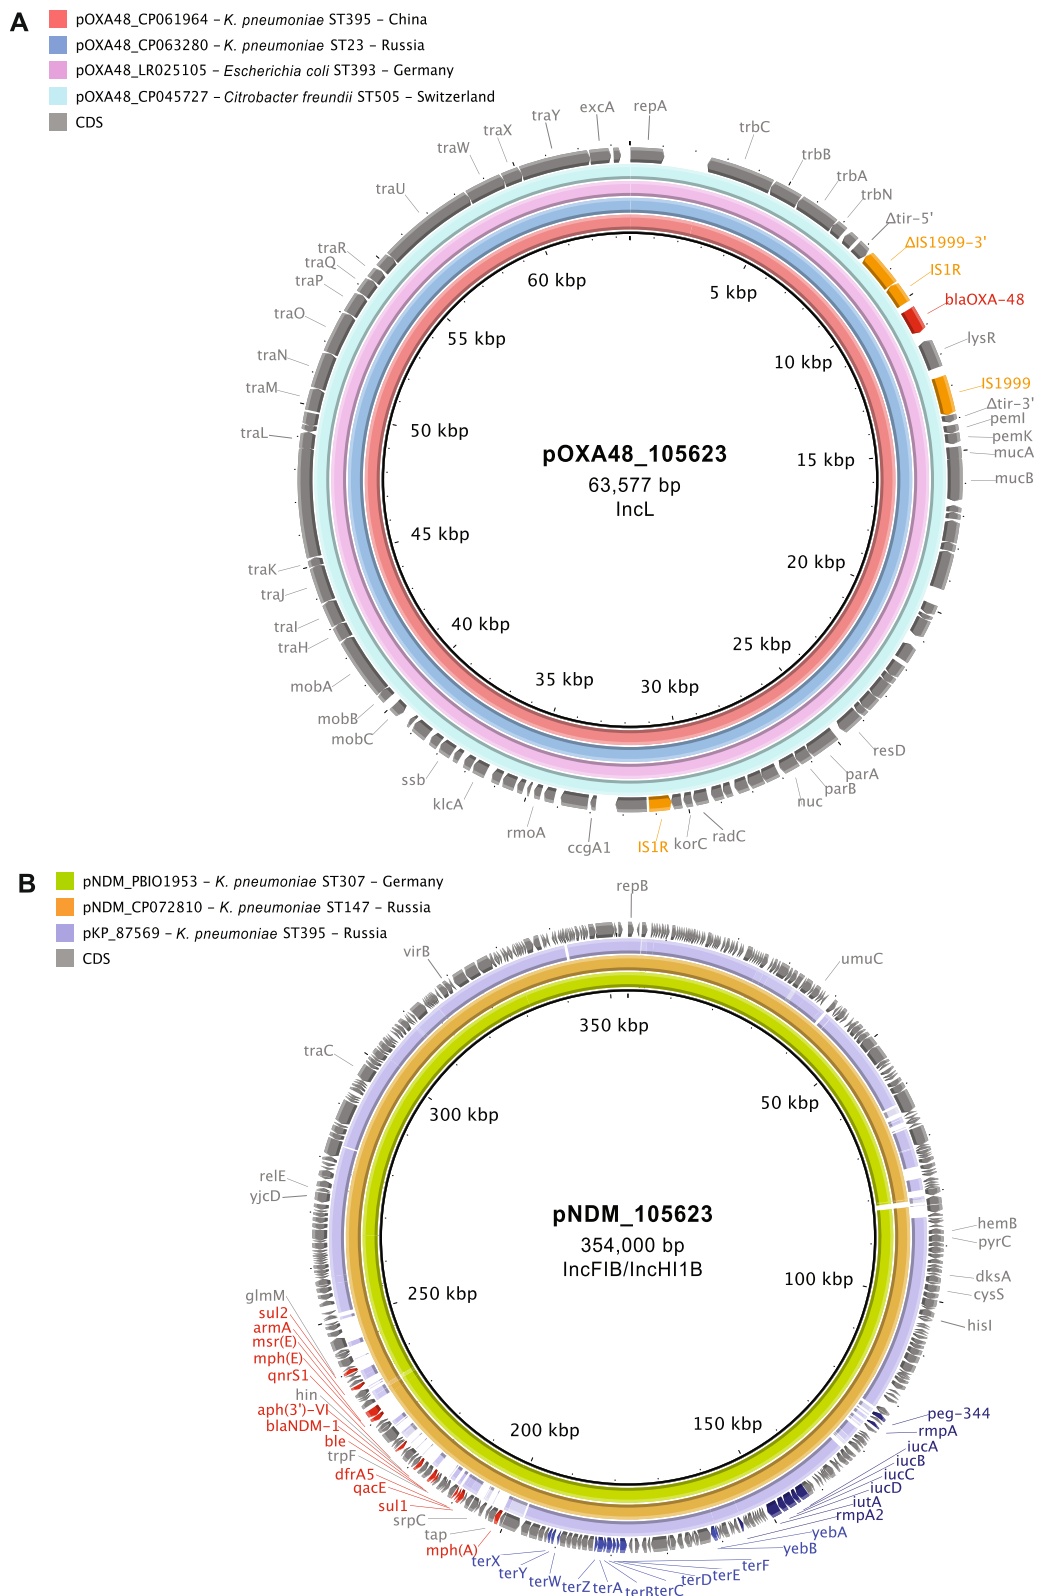 A
pOXA48_CP061964 – K. pneumoniae ST395 – China
pOXA48_CP063280 – K. pneumoniae ST23 – Russia
pOXA48_LR025105 – Escherichia coli ST393 – Germany
pOXA48_CP045727 – Citrobacter freundii ST505 – Switzerland
CDS
repA
trbC
trbB
trbA
trbN
Δtir-5'
ΔIS1999-3'
IS1R
blaOXA-48
lysR
IS1999
Δtir-3'
pemI
pemK
mucA
mucB
resD
parA
parB
nuc
radC
korC
IS1R
ccgA1
rmoA
klcA
ssb
mobC
mobB
mobA
traH
traI
traJ
traK
traL
traM
traN
traO
traP
traQ
traR
traU
traW
traX
traY
excA
5 kbp
10 kbp
15 kbp
20 kbp
25 kbp
30 kbp
35 kbp
40 kbp
45 kbp
50 kbp
55 kbp
60 kbp
pOXA48_105623
63,577 bp
IncL
B
pNDM_PBIO1953 – K. pneumoniae ST307 – Germany
pNDM_CP072810 – K. pneumoniae ST147 – Russia
pKP_87569 – K. pneumoniae ST395 – Russia
CDS
repB
umuC
hemB
pyrC
dksA
cysS
hisI
peg-344
rmpA
iucA
iucB
iucC
iucD
iutA
rmpA2
yebA
yebB
terF
terE
terD
terC
terB
terA
terZ
terW
terY
terX
mph(A)
tap
srpC
sul1
qacE
dfrA5
trpF
ble
blaNDM-1
aph(3')-VI
hin
qnrS1
mph(E)
msr(E)
armA
sul2
glmM
yjcD
relE
traC
virB
50 kbp
100 kbp
150 kbp
200 kbp
250 kbp
300 kbp
350 kbp
pNDM_105623
354,000 bp
IncFIB/IncHI1B